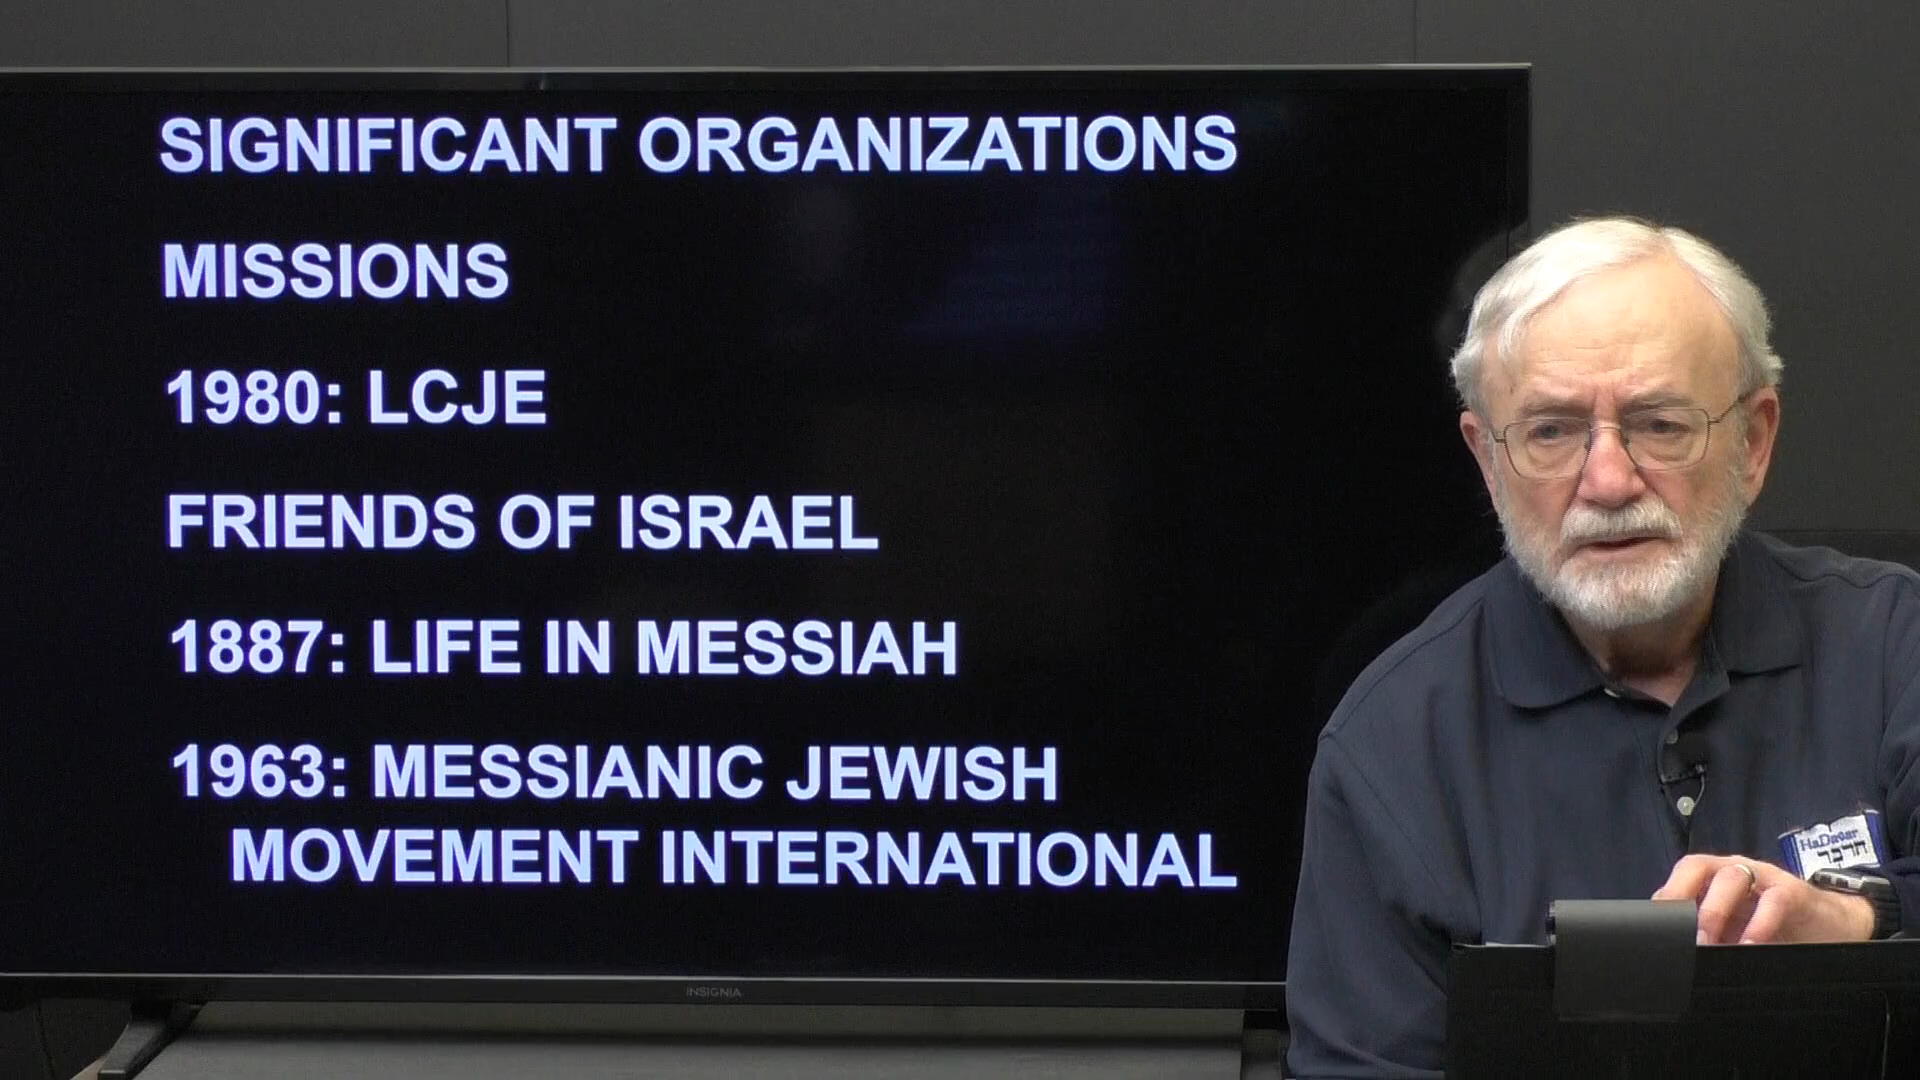 SIGNIFICANT ORGANIZATIONS
MISSIONS
1980: LCJE
FRIENDS OF ISRAEL
1887: LIFE IN MESSIAH
1963: MESSIANIC JEWISH
MOVEMENT INTERNATIONAL
INSIGNIA
HaDavar
הדבר